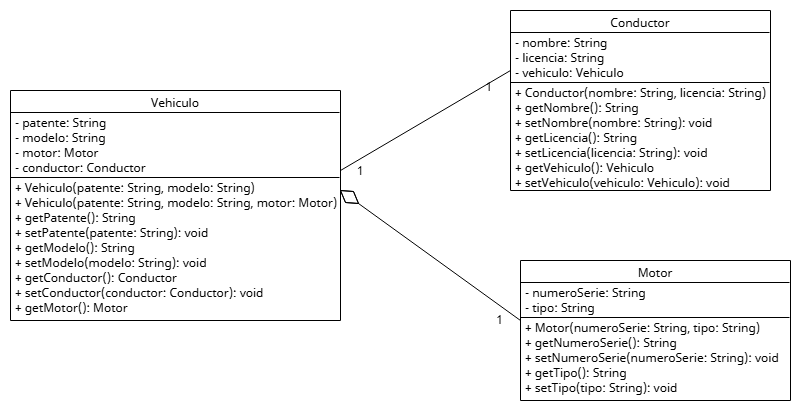 Vehiculo
- patente: String
- modelo: String
- motor: Motor
- conductor: Conductor
+ Vehiculo(patente: String, modelo: String)
+ Vehiculo(patente: String, modelo: String, motor: Motor)
+ getPatente(): String
+ setPatente(patente: String): void
+ getModelo(): String
+ setModelo(modelo: String): void
+ getConductor(): Conductor
+ setConductor(conductor: Conductor): void
+ getMotor(): Motor
1
1
1
Conductor
- nombre: String
- licencia: String
- vehiculo: Vehiculo
+ Conductor(nombre: String, licencia: String)
+ getNombre(): String
+ setNombre(nombre: String): void
+ getLicencia(): String
+ setLicencia(licencia: String): void
+ getVehiculo(): Vehiculo
+ setVehiculo(vehiculo: Vehiculo): void
Motor
- numeroSerie: String
- tipo: String
+ Motor(numeroSerie: String, tipo: String)
+ getNumeroSerie(): String
+ setNumeroSerie(numeroSerie: String): void
+ getTipo(): String
+ setTipo(tipo: String): void